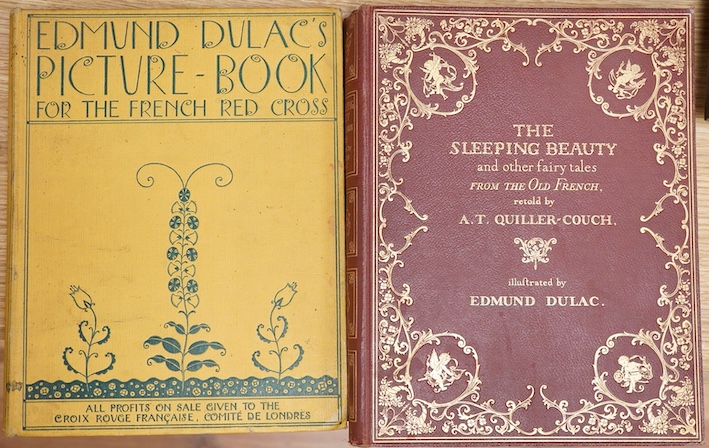 EDMUND DULAC'S
PICTURE-BOOK
FOR THE FRENCH RED CROSS
ALL PROFITS ON SALE GIVEN TO THE
CROIX ROUGE FRANÇAISE, COMITÉ DE LONDRES
THE
SLEEPING BEAUTY
and other fairy tales
FROM THE OLD FRENCH,
retold by
A.T. QUILLER-COUCH.
illustrated by
EDMUND DULAC.